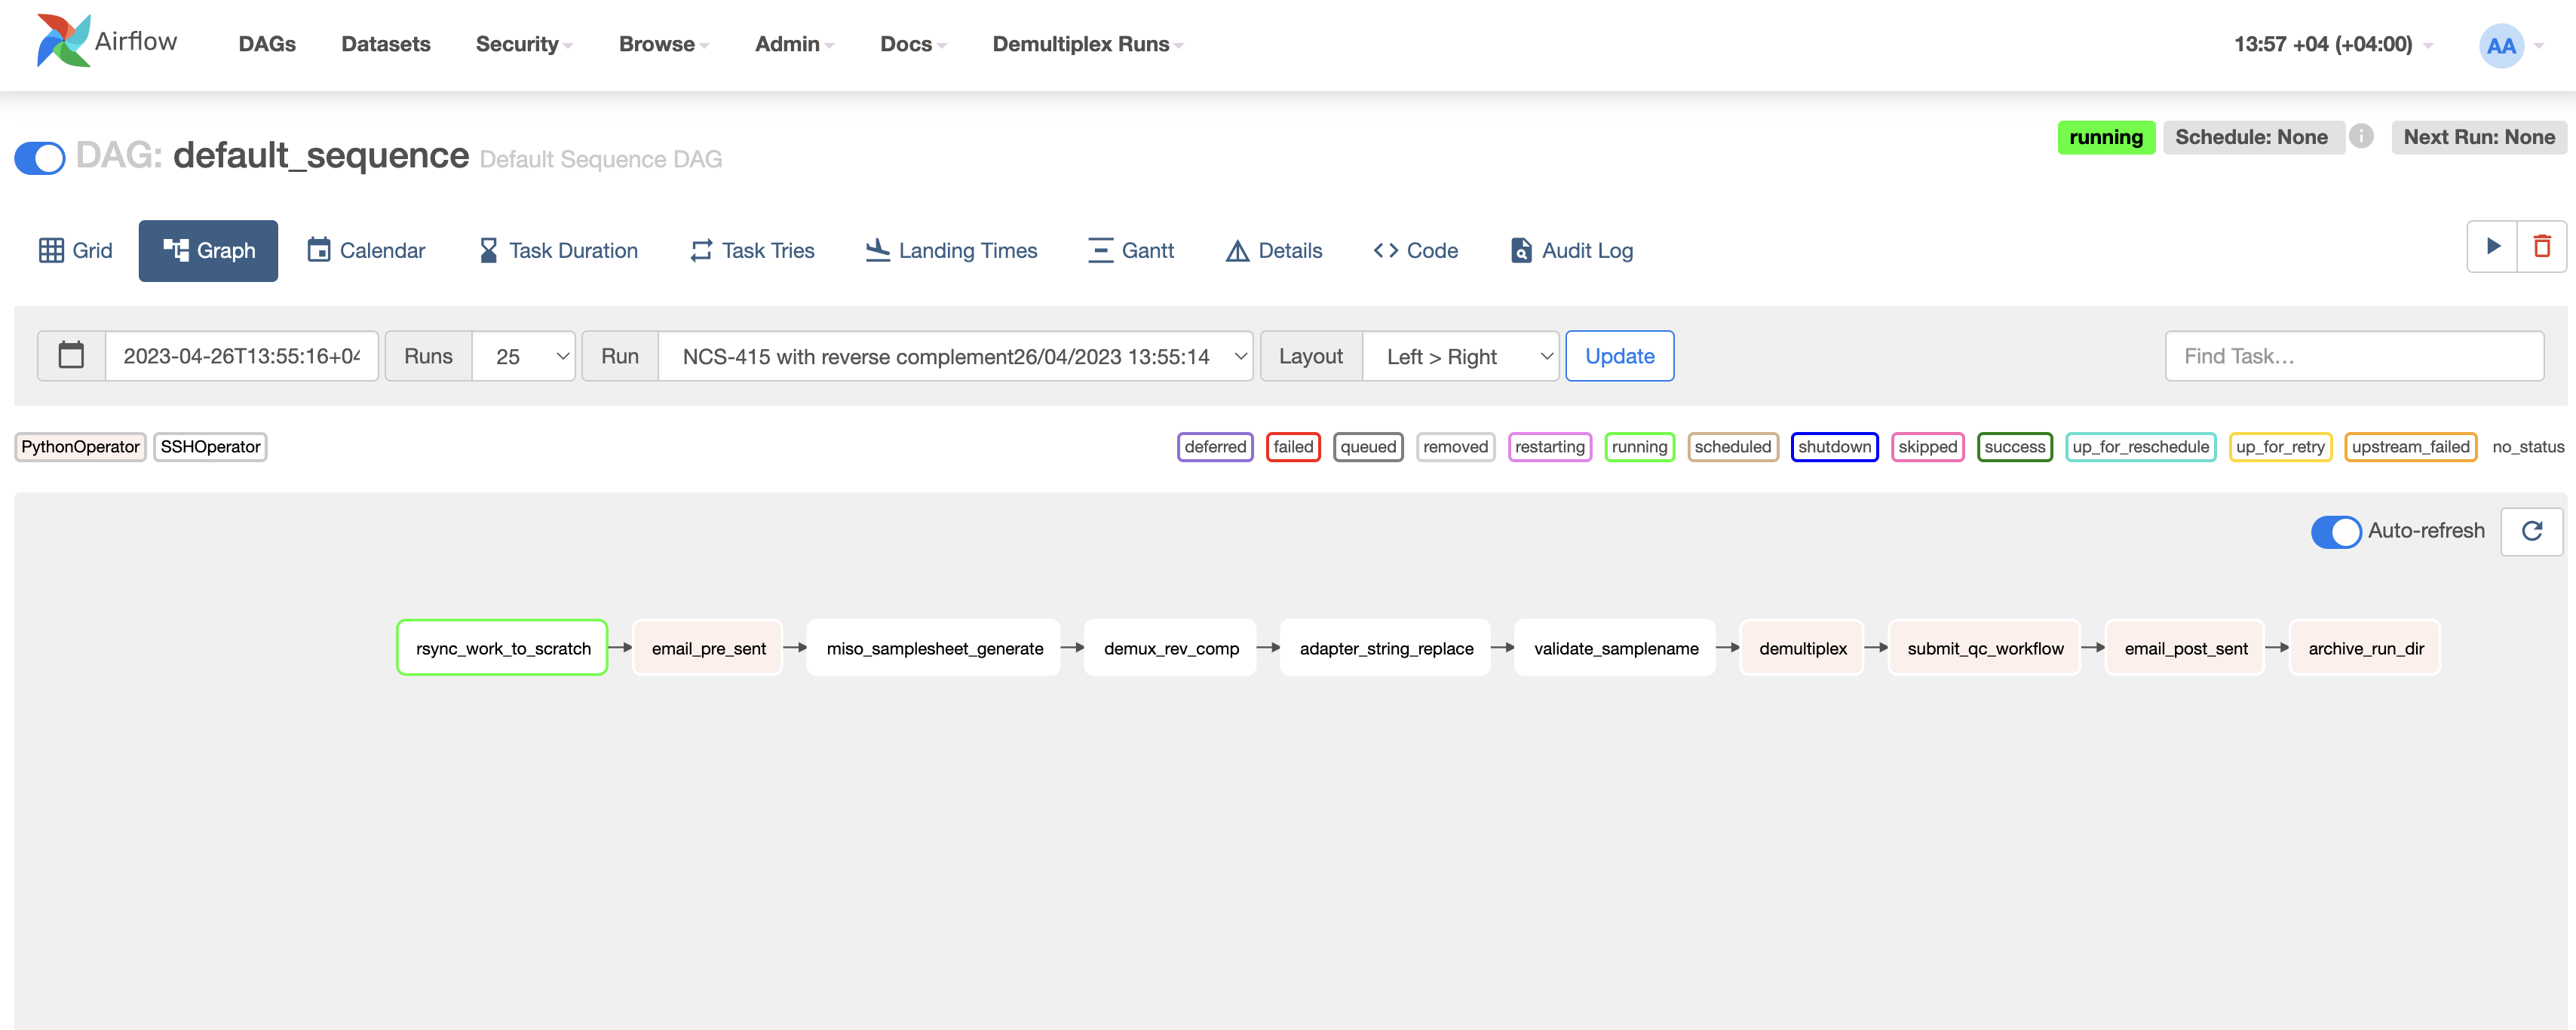 Airflow DAGs Datasets Security Browse Admin Docs Demultiplex Runs 13:57 +04 (+04:00) AA
DAG: default_sequence Default Sequence DAG running Schedule: None i Next Run: None
Grid Graph Calendar Task Duration Task Tries Landing Times Gantt Details Code Audit Log
2023-04-26T13:55:16+04 Runs 25 Run NCS-415 with reverse complement26/04/2023 13:55:14 Layout Left > Right Update Find Task...
PythonOperator SSHOperator deferred failed queued removed restarting running scheduled shutdown skipped success up_for_reschedule up_for_retry upstream_failed no_status
Auto-refresh
rsync_work_to_scratch email_pre_sent miso_samplesheet_generate demux_rev_comp adapter_string_replace validate_samplename demultiplex submit_qc_workflow email_post_sent archive_run_dir